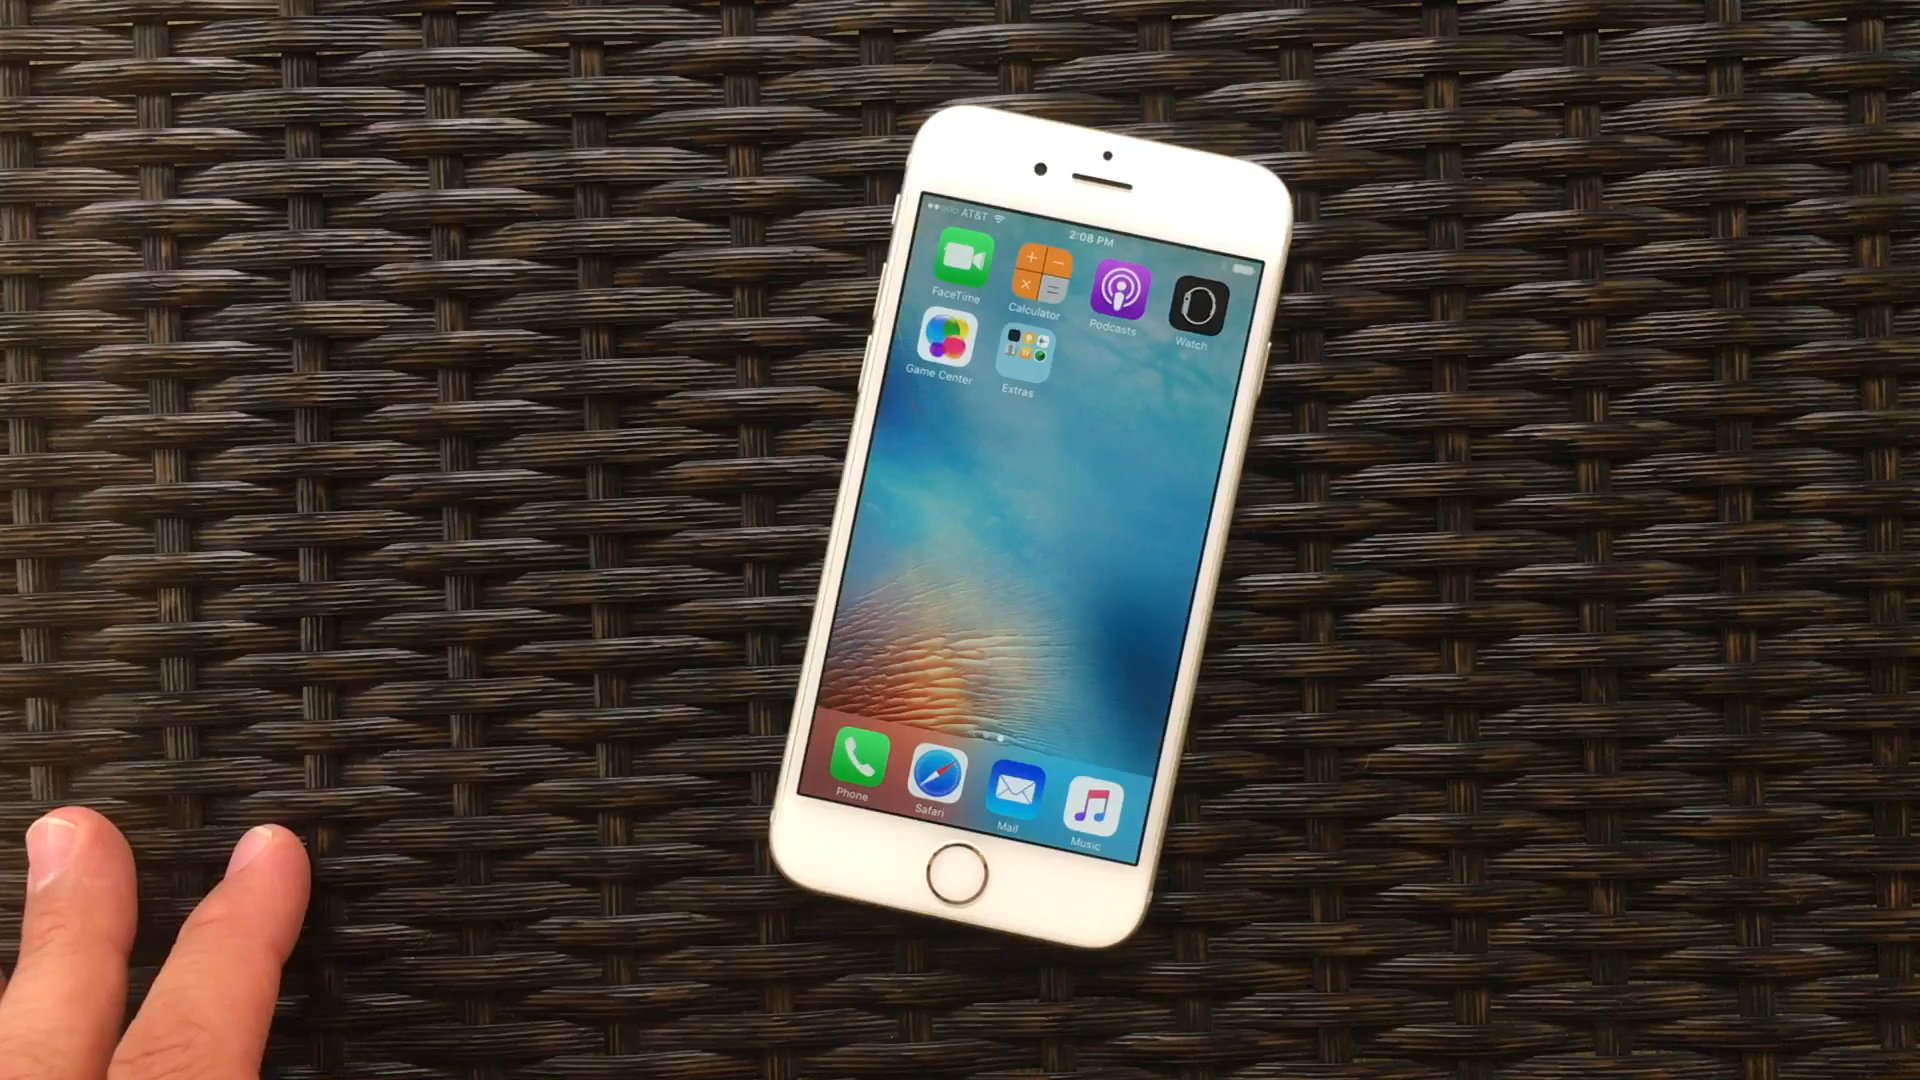 AT&T
2:08 PM
FaceTime
Calculator
Podcasts
Watch
Game Center
Extras
Phone
Safari
Mail
Music